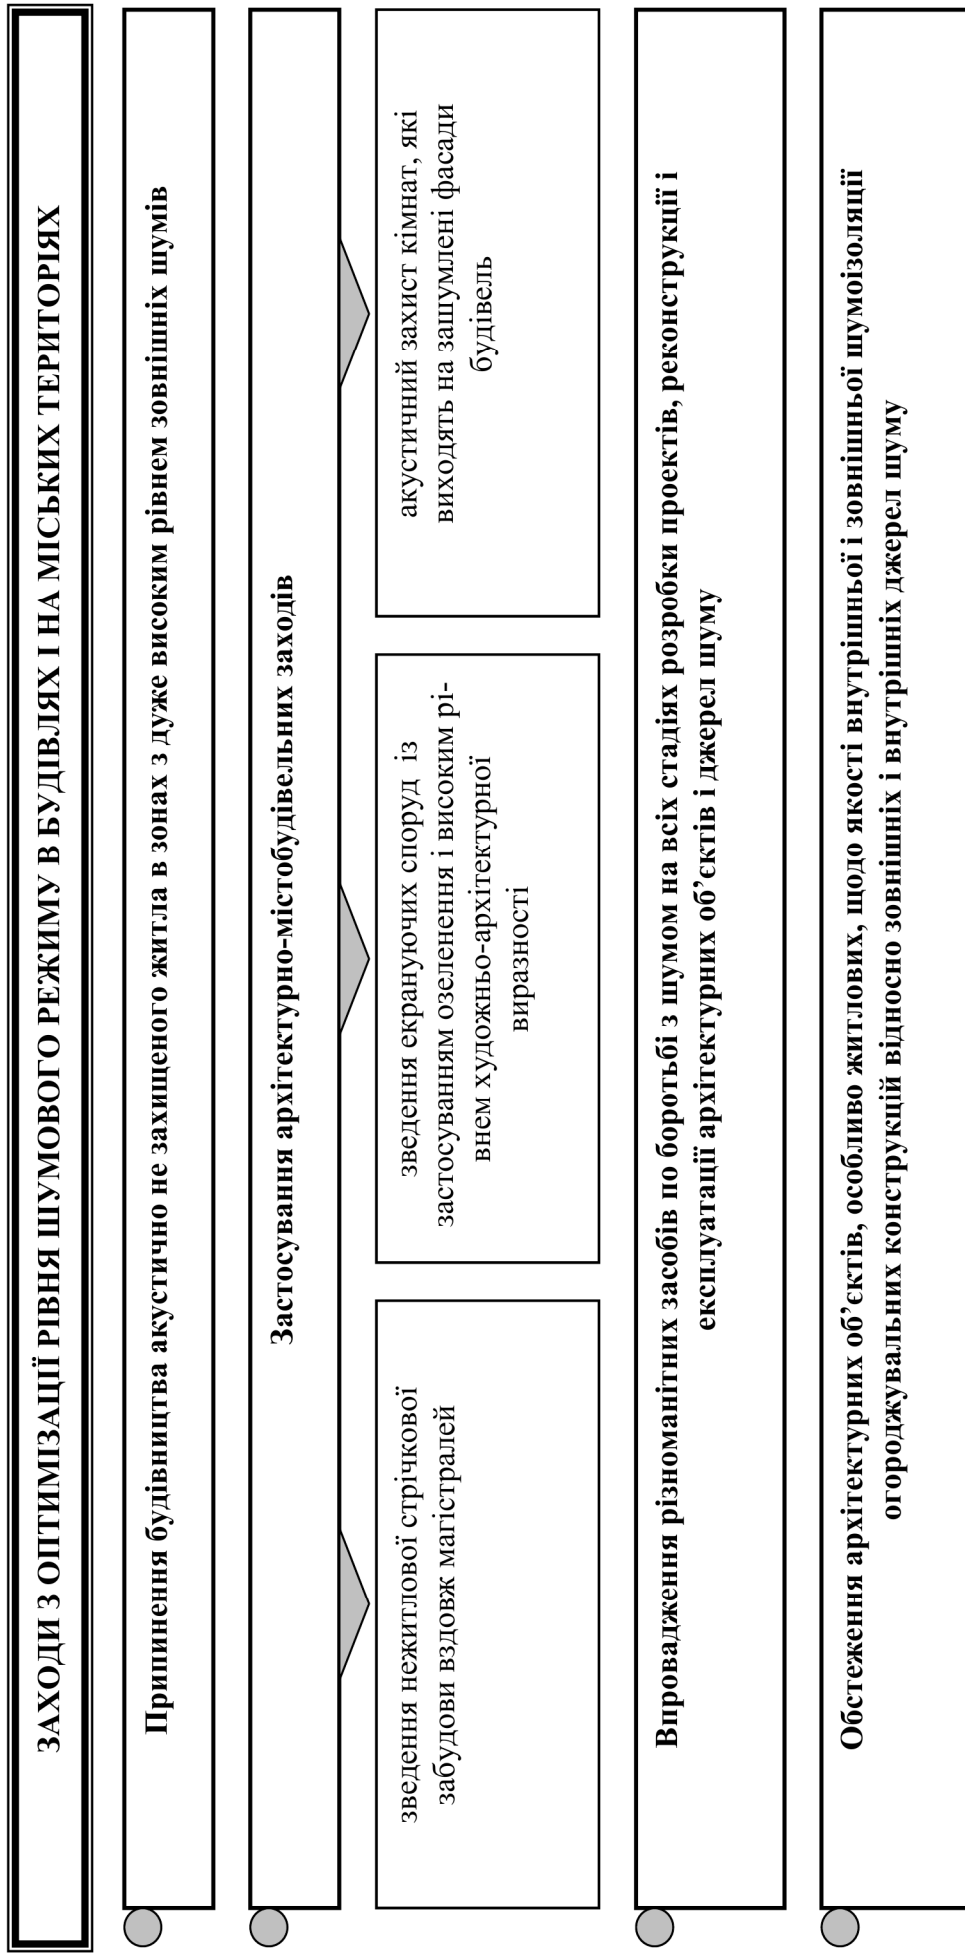 ЗАХОДИ З ОПТИМІЗАЦІЇ РІВНЯ ШУМОВОГО РЕЖИМУ В БУДІВЛЯХ І НА МІСЬКИХ ТЕРИТОРІЯХ
Припинення будівництва акустично не захищеного житла в зонах з дуже високим рівнем зовнішніх шумів
Застосування архітектурно-містобудівельних заходів
зведення нежитлової стрічкової
забудови вздовж магістралей
зведення екрануючих споруд із
застосуванням озеленення і високим рі-
внем художньо-архітектурної
виразності
акустичний захист кімнат, які
виходять на зашумлені фасади
будівель
Впровадження різноманітних засобів по боротьбі з шумом на всіх стадіях розробки проектів, реконструкції і
експлуатації архітектурних об’єктів і джерел шуму
Обстеження архітектурних об’єктів, особливо житлових, щодо якості внутрішньої і зовнішньої шумоізоляції
огороджувальних конструкцій відносно зовнішніх і внутрішніх джерел шуму